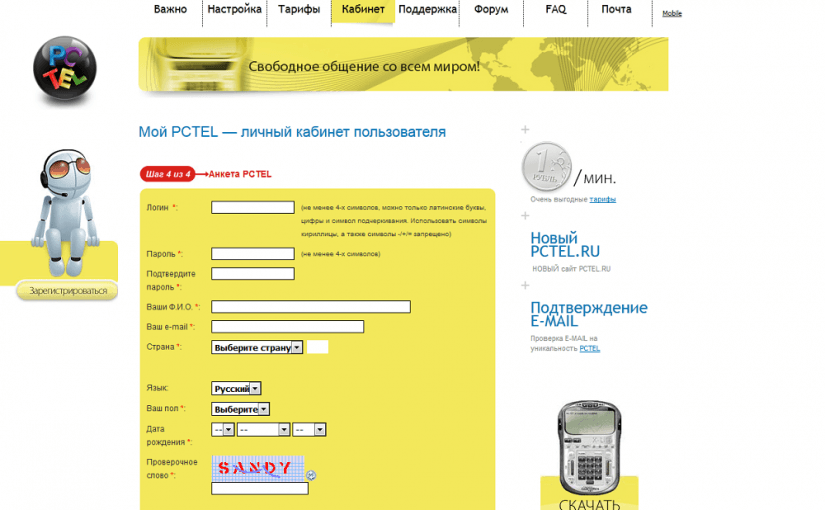 Важно
Настройка
Тарифы
Кабинет
Поддержка
Форум
FAQ
Почта
Mobile
PC
TEL
Свободное общение со всем миром!
Мой PCTEL — личный кабинет пользователя
Шаг 4 из 4
Анкета PCTEL
Логин *:
(не менее 4-х символов, можно только латинские буквы,
цифры и символ подчеркивания. Использовать символы
кириллицы, а также символы -/+/= запрещено)
Пароль *:
(не менее 4-х символов)
Подтвердите
пароль *:
Ваши Ф.И.О. *:
Ваш e-mail *:
Страна *:
Выберите страну
Язык:
Русский
Ваш пол *:
Выберите
Дата
рождения *:
--
--
--
Проверочное
слово *:
SANDY
Зарегистрироваться
1
РУБЛЬ
/мин.
Очень выгодные тарифы
Новый
PCTEL.RU
НОВЫЙ сайт PCTEL.RU
Подтверждение
E-MAIL
Проверка E-MAIL на
уникальность PCTEL
СКАЧАТЬ